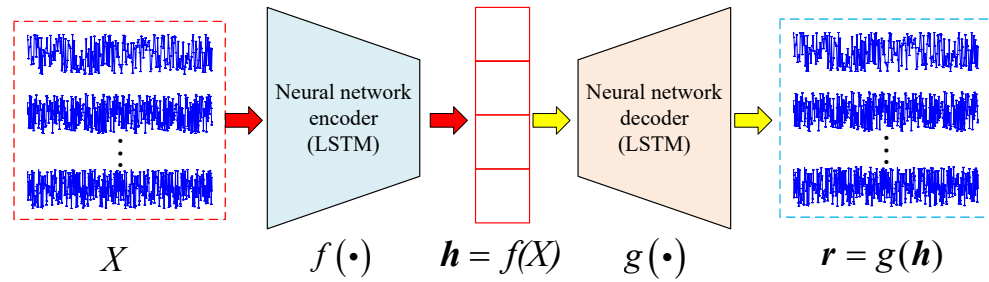 Neural network
encoder
(LSTM)
Neural network
decoder
(LSTM)
X
f(•)
h = f(X)
g(•)
r = g(h)